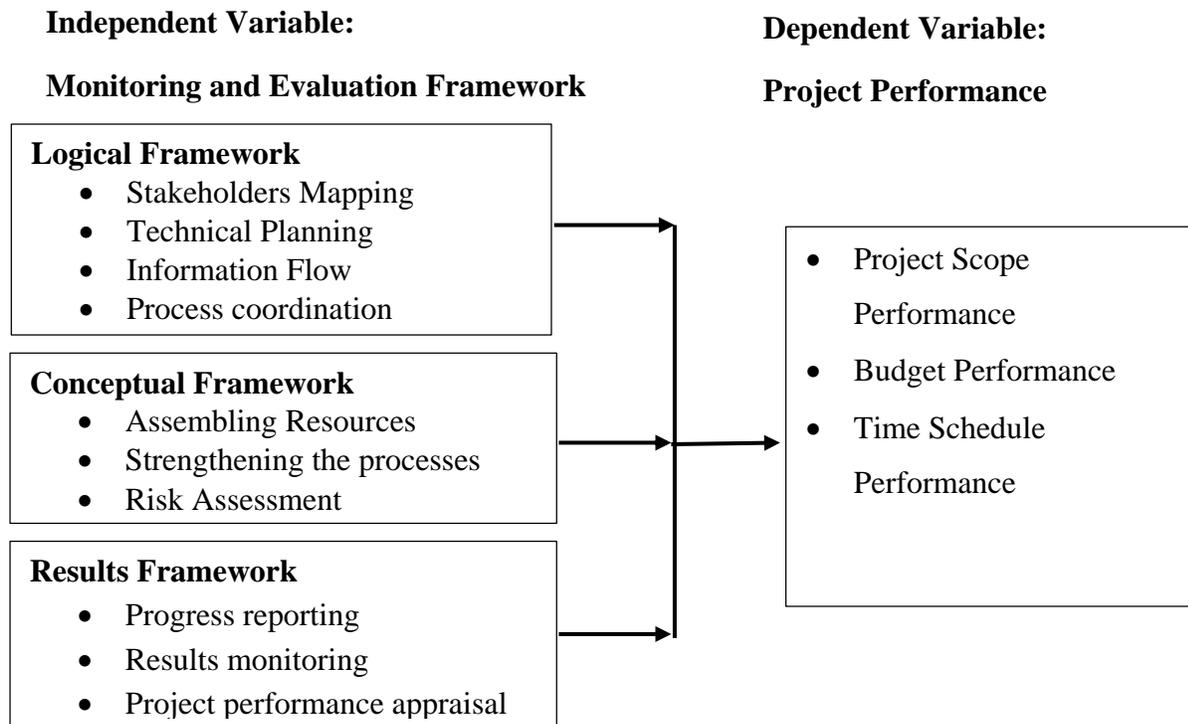 Independent Variable:
Monitoring and Evaluation Framework
Logical Framework
• Stakeholders Mapping
• Technical Planning
• Information Flow
• Process coordination
Conceptual Framework
• Assembling Resources
• Strengthening the processes
• Risk Assessment
Results Framework
• Progress reporting
• Results monitoring
• Project performance appraisal
Dependent Variable:
Project Performance
• Project Scope
Performance
• Budget Performance
• Time Schedule
Performance